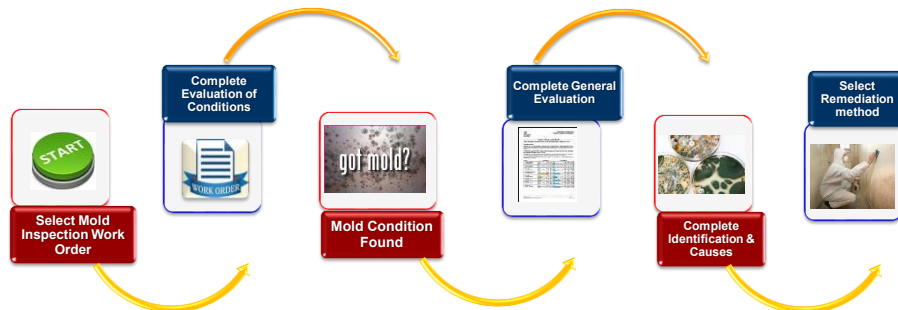 Complete
Evaluation of
Conditions
Complete General
Evaluation
Select
Remediation
method
START
WORK ORDER
got mold?
Select Mold
Inspection Work
Order
Mold Condition
Found
Complete
Identification &
Causes